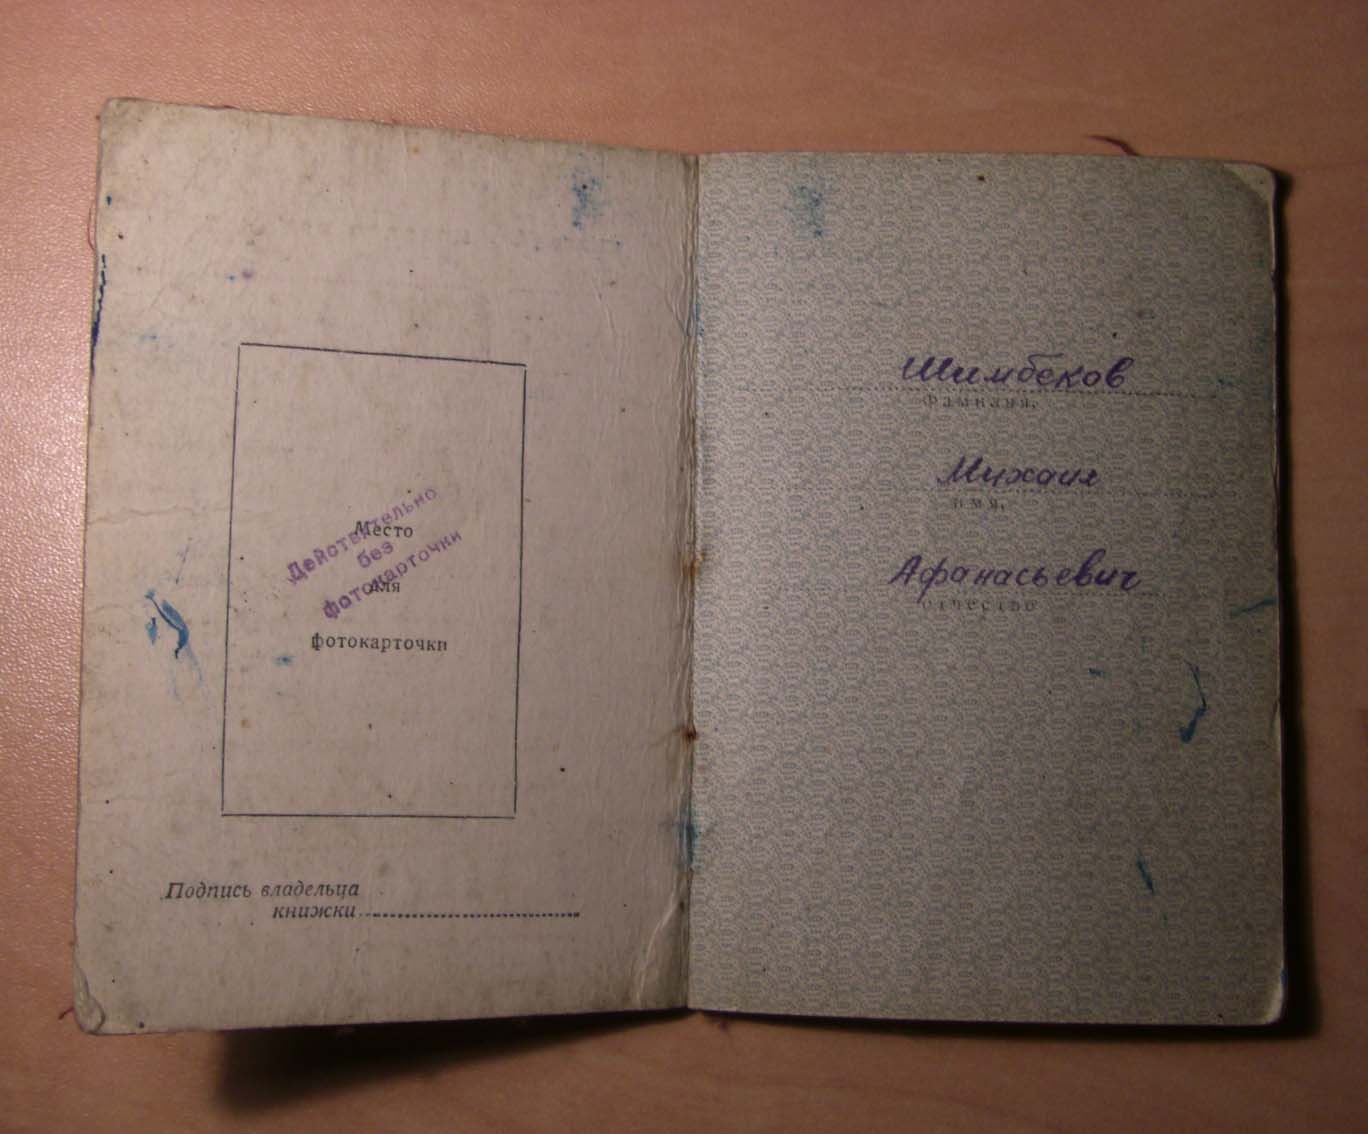 Действительно
без
фотокарточки
Место
для
фотокарточки
Подпись владельца
книжки
Шимбеков
фамилия,
Михаил
имя,
Афанасьевич
отчество